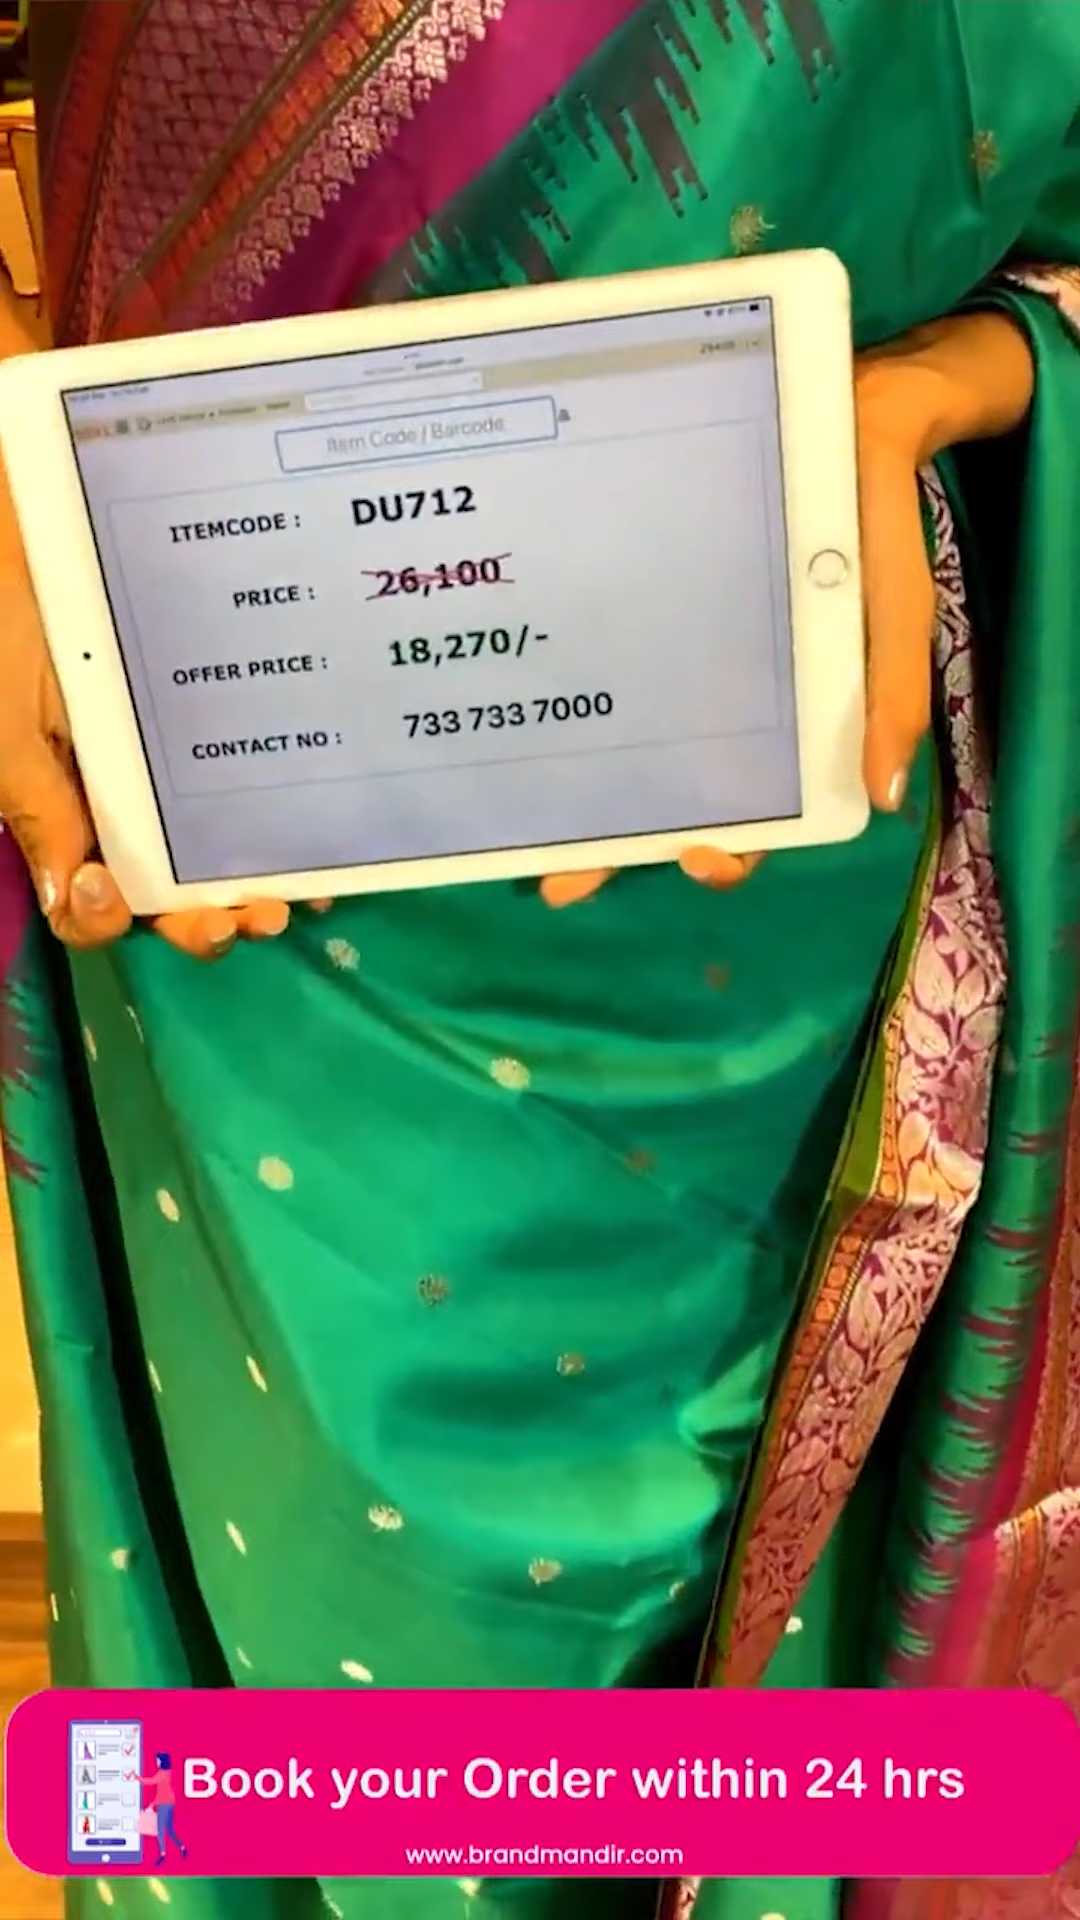 Item Code / Barcode
ITEMCODE : DU712
PRICE : 26,100
OFFER PRICE : 18,270/-
CONTACT NO : 733 733 7000
Book your Order within 24 hrs
www.brandmandir.com